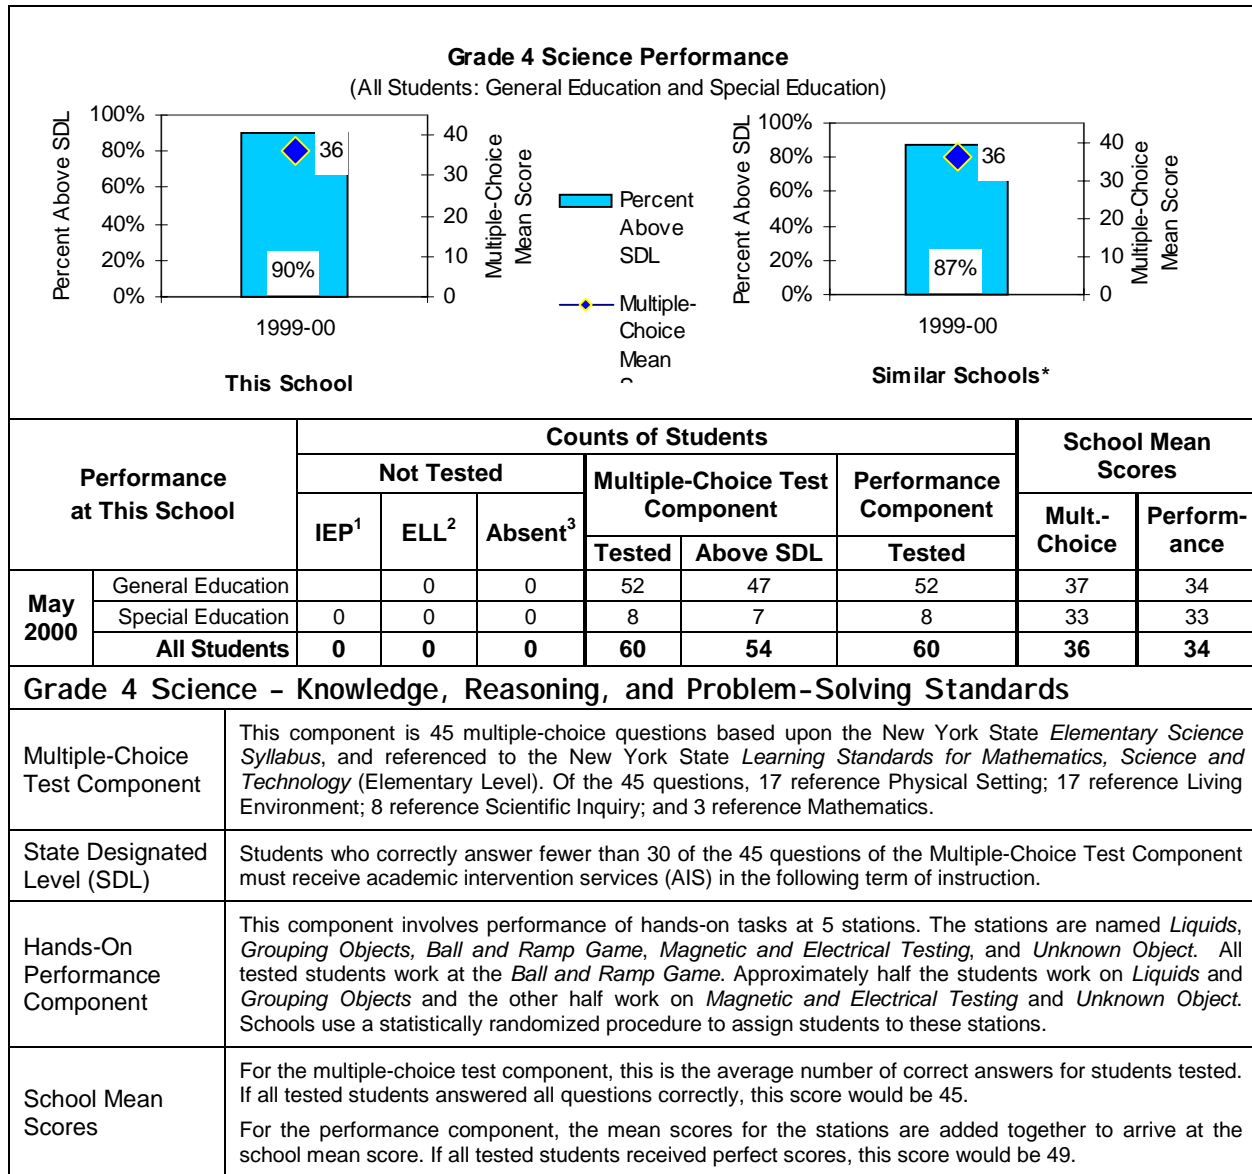 Grade 4 Science Performance
(All Students: General Education and Special Education)
Percent Above SDL
100%
80%
60%
40%
20%
0%
36
90%
40
30
20
10
0
Multiple-Choice
Mean Score
1999-00
This School
Percent
Above
SDL
Multiple-
Choice
Mean
Percent Above SDL
100%
80%
60%
40%
20%
0%
36
87%
40
30
20
10
0
Multiple-Choice
Mean Score
1999-00
Similar Schools*
Performance
at This School
Counts of Students
School Mean
Scores
Not Tested
Multiple-Choice Test
Component
Performance
Component
IEP¹ ELL² Absent³
Tested Above SDL Tested
Mult.-
Choice
Perform-
ance
May
2000
General Education 0 0 52 47 52 37 34
Special Education 0 0 0 8 7 8 33 33
All Students 0 0 0 60 54 60 36 34
Grade 4 Science – Knowledge, Reasoning, and Problem-Solving Standards
Multiple-Choice
Test Component
This component is 45 multiple-choice questions based upon the New York State Elementary Science
Syllabus, and referenced to the New York State Learning Standards for Mathematics, Science and
Technology (Elementary Level). Of the 45 questions, 17 reference Physical Setting; 17 reference Living
Environment; 8 reference Scientific Inquiry; and 3 reference Mathematics.
State Designated
Level (SDL)
Students who correctly answer fewer than 30 of the 45 questions of the Multiple-Choice Test Component
must receive academic intervention services (AIS) in the following term of instruction.
Hands-On
Performance
Component
This component involves performance of hands-on tasks at 5 stations. The stations are named Liquids,
Grouping Objects, Ball and Ramp Game, Magnetic and Electrical Testing, and Unknown Object. All
tested students work at the Ball and Ramp Game. Approximately half the students work on Liquids and
Grouping Objects and the other half work on Magnetic and Electrical Testing and Unknown Object.
Schools use a statistically randomized procedure to assign students to these stations.
School Mean
Scores
For the multiple-choice test component, this is the average number of correct answers for students tested.
If all tested students answered all questions correctly, this score would be 45.
For the performance component, the mean scores for the stations are added together to arrive at the
school mean score. If all tested students received perfect scores, this score would be 49.